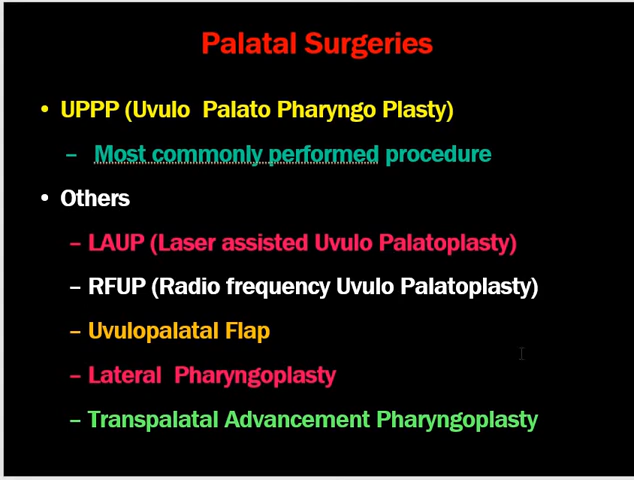 Palatal Surgeries
• UPPP (Uvulo Palato Pharyngo Plasty)
– Most commonly performed procedure
• Others
– LAUP (Laser assisted Uvulo Palatoplasty)
– RFUP (Radio frequency Uvulo Palatoplasty)
– Uvulopalatal Flap
– Lateral Pharyngoplasty
– Transpalatal Advancement Pharyngoplasty